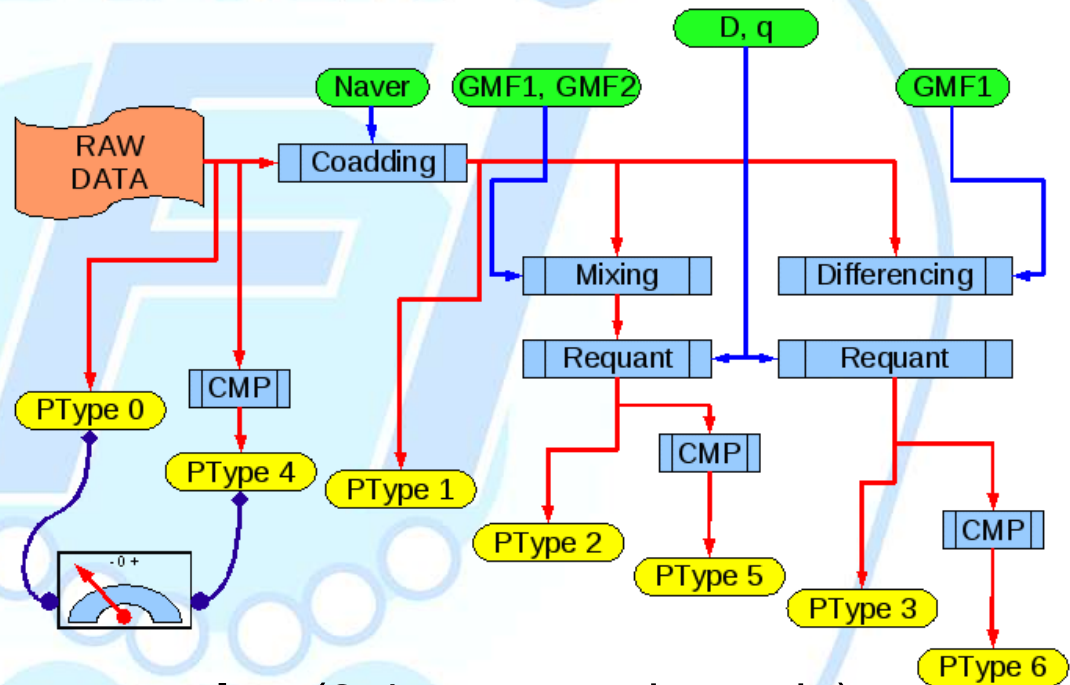 D, q
Naver
GMF1, GMF2
GMF1
RAW
DATA
Coadding
Mixing
Differencing
Requant
Requant
CMP
PType 0
CMP
PType 4
PType 1
PType 2
PType 5
CMP
PType 3
PType 6
- 0 +